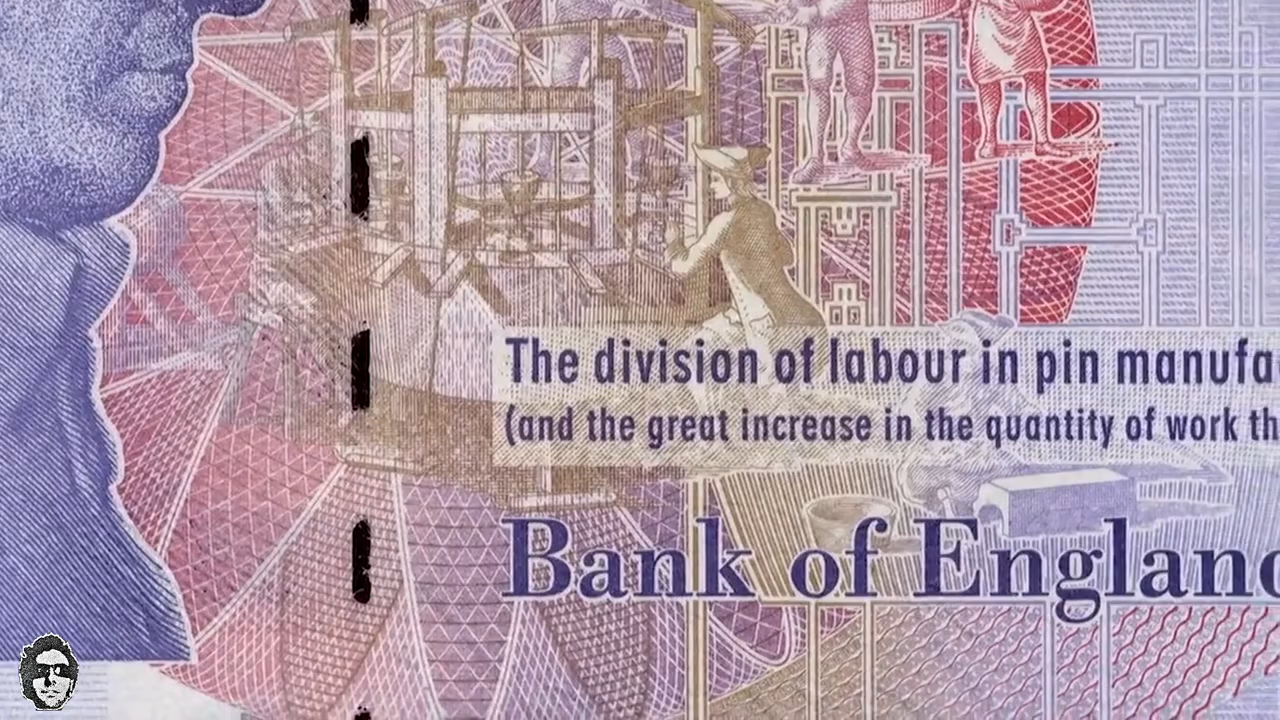 The division of labour in pin manufa
(and the great increase in the quantity of work th
Bank of England